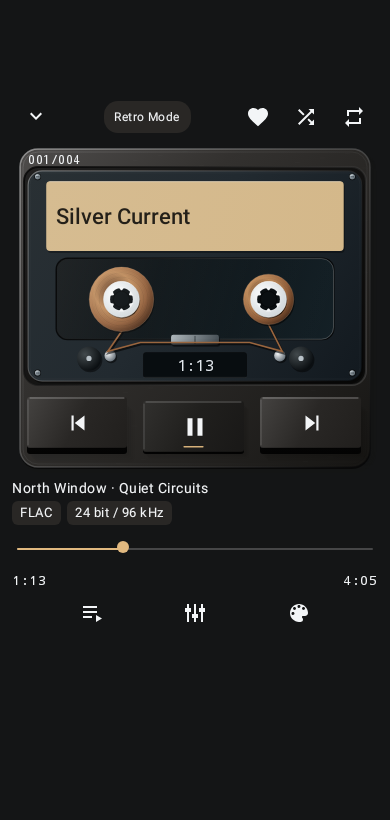 Retro Mode
001/004
Silver Current
1:13
North Window · Quiet Circuits
FLAC 24 bit / 96 kHz
1:13 4:05